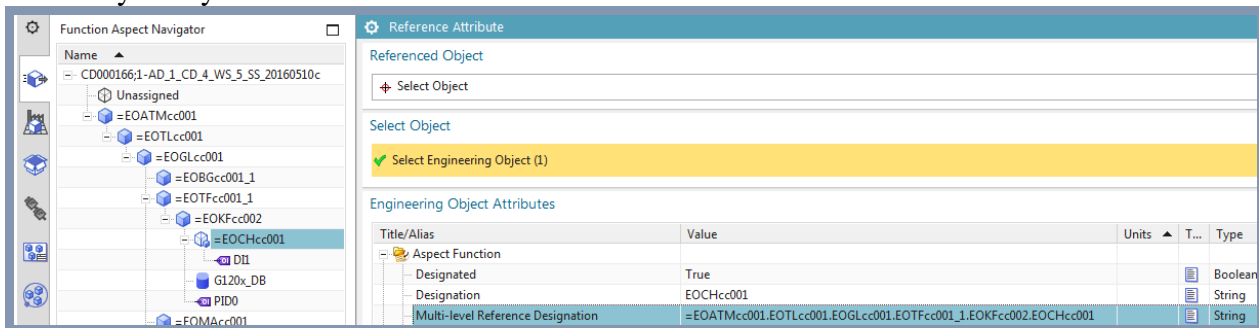 Function Aspect Navigator
Name
CD000166;1-AD_1_CD_4_WS_5_SS_20160510c
Unassigned
=EOATMcc001
=EOTLcc001
=EOGLcc001
=EOBGcc001_1
=EOTFcc001_1
=EOKFcc002
=EOCHcc001
DI1
G120x_DB
PID0
=EOMAcc001
Reference Attribute
Referenced Object
Select Object
Select Object
Select Engineering Object (1)
Engineering Object Attributes
Title/Alias Value Units T... Type
Aspect Function
Designated True Boolean
Designation EOCHcc001 String
Multi-level Reference Designation =EOATMcc001.EOTLcc001.EOGLcc001.EOTFcc001_1.EOKFcc002.EOCHcc001 String